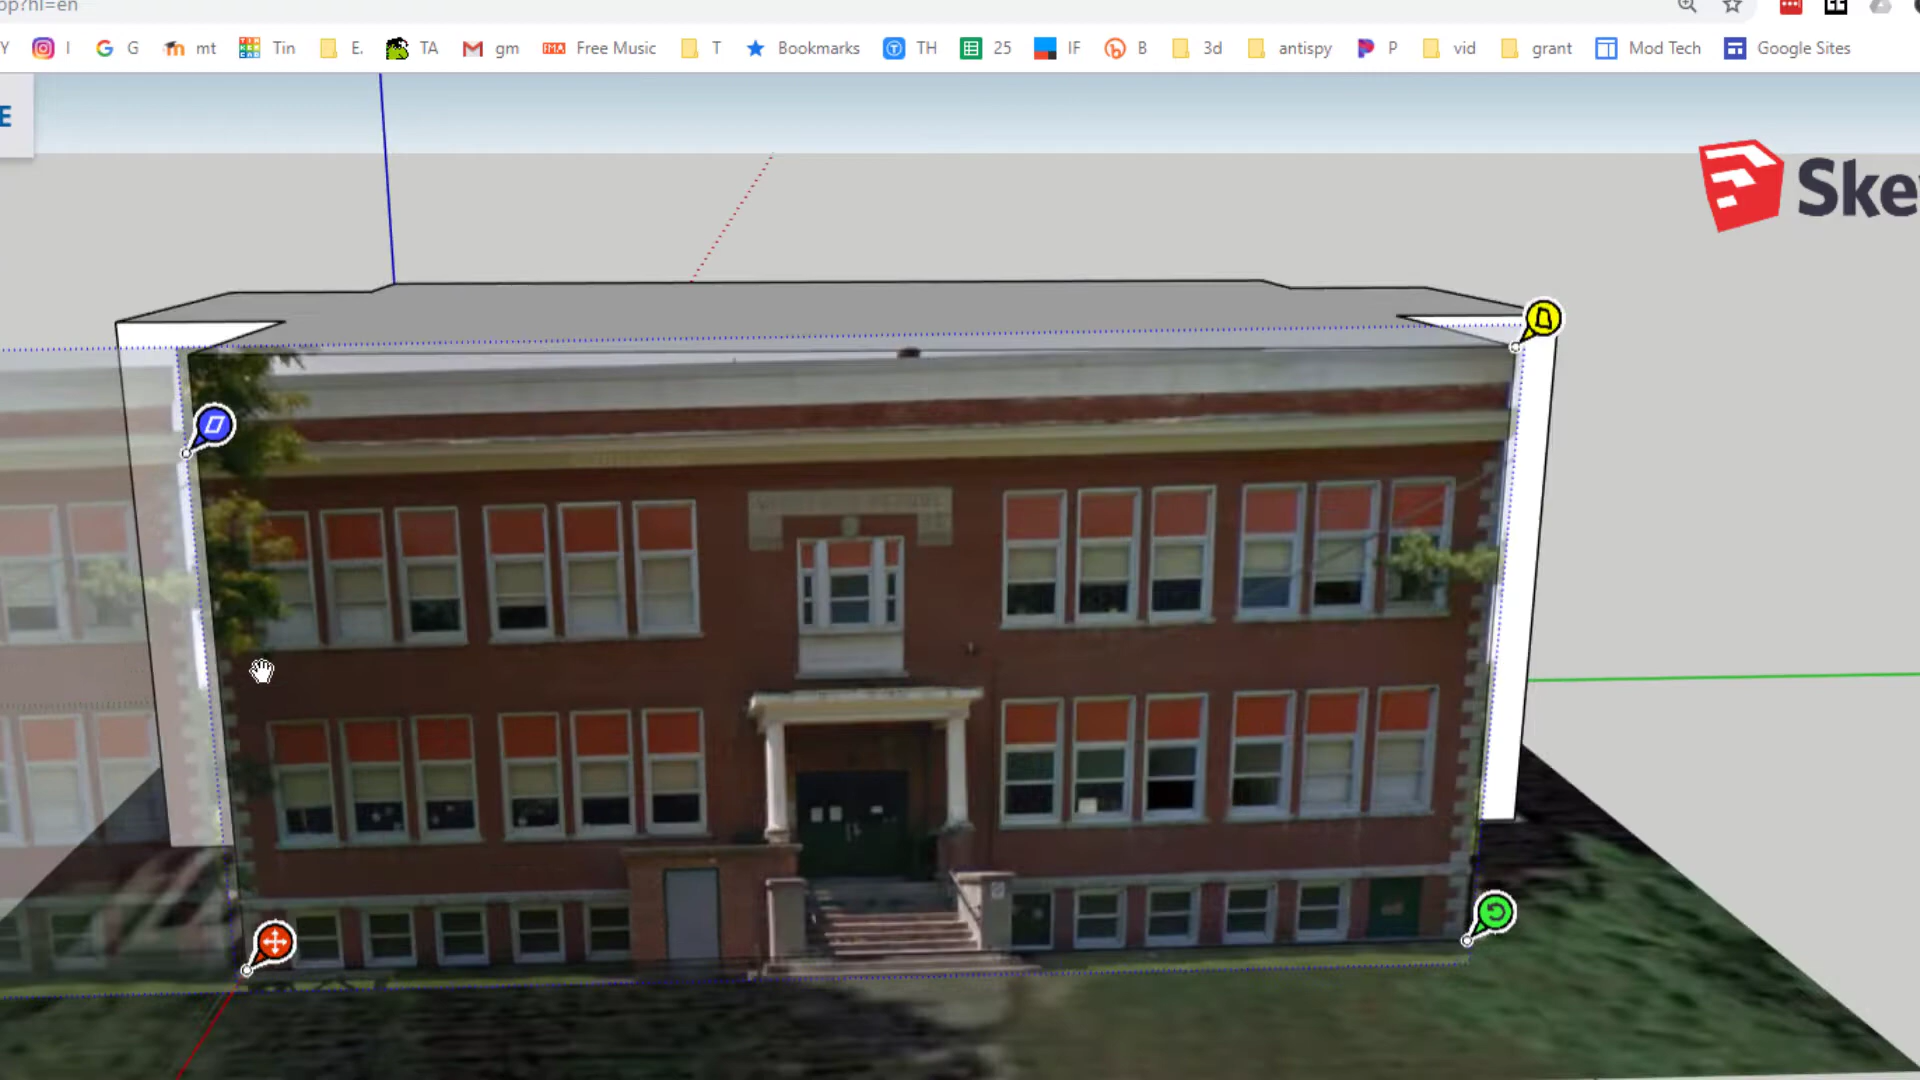 op?hl=en
Y I G mt Tin E. TA gm FMA Free Music T Bookmarks TH 25 IF B 3d antispy P vid grant Mod Tech Google Sites
E
Ske